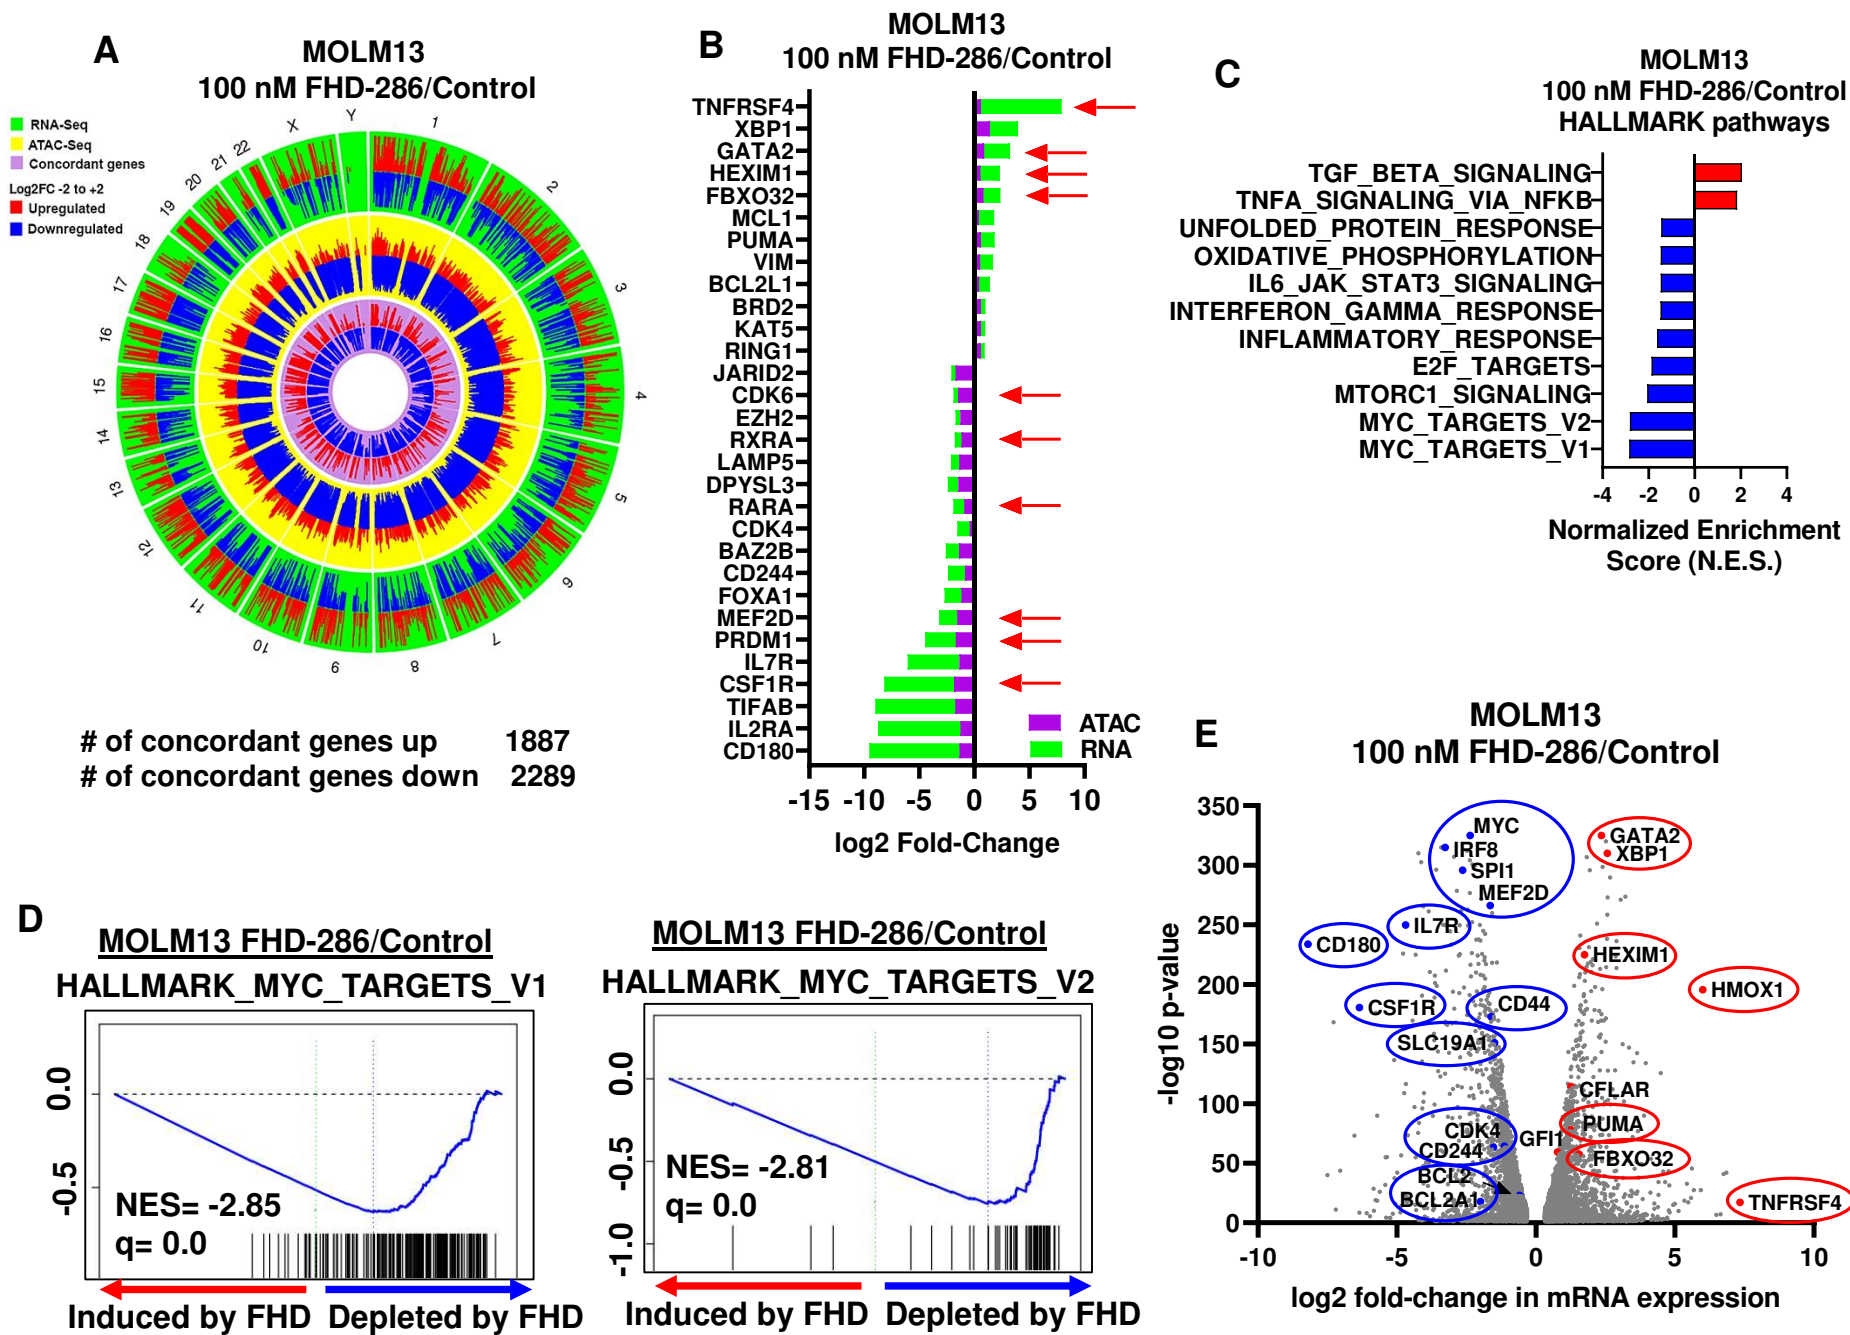 A
MOLM13
100 nM FHD-286/Control
RNA-Seq
ATAC-Seq
Concordant genes
Log2FC -2 to +2
Upregulated
Downregulated
1
2
3
4
5
6
7
8
9
10
11
12
13
14
15
16
17
18
19
20
21
22
X
Y
# of concordant genes up 1887
# of concordant genes down 2289
B
MOLM13
100 nM FHD-286/Control
TNFRSF4
XBP1
GATA2
HEXIM1
FBXO32
MCL1
PUMA
VIM
BCL2L1
BRD2
KAT5
RING1
JARID2
CDK6
EZH2
RXRA
LAMP5
DPYSL3
RARA
CDK4
BAZ2B
CD244
FOXA1
MEF2D
PRDM1
IL7R
CSF1R
TIFAB
IL2RA
CD180
ATAC
RNA
-15 -10 -5 0 5 10
log2 Fold-Change
C
MOLM13
100 nM FHD-286/Control
HALLMARK pathways
TGF_BETA_SIGNALING
TNFA_SIGNALING_VIA_NFKB
UNFOLDED_PROTEIN_RESPONSE
OXIDATIVE_PHOSPHORYLATION
IL6_JAK_STAT3_SIGNALING
INTERFERON_GAMMA_RESPONSE
INFLAMMATORY_RESPONSE
E2F_TARGETS
MTORC1_SIGNALING
MYC_TARGETS_V2
MYC_TARGETS_V1
-4 -2 0 2 4
Normalized Enrichment
Score (N.E.S.)
D
MOLM13 FHD-286/Control
HALLMARK_MYC_TARGETS_V1
0.0
-0.5
NES= -2.85
q= 0.0
Induced by FHD
Depleted by FHD
MOLM13 FHD-286/Control
HALLMARK_MYC_TARGETS_V2
0.0
-0.5
-1.0
NES= -2.81
q= 0.0
Induced by FHD
Depleted by FHD
E
MOLM13
100 nM FHD-286/Control
-log10 p-value
350
300
250
200
150
100
50
0
MYC
IRF8
SPI1
MEF2D
IL7R
CD180
CSF1R
CD44
SLC19A1
CDK4
CD244
BCL2
BCL2A1
GATA2
XBP1
HEXIM1
HMOX1
CFLAR
PUMA
GFI1
FBXO32
TNFRSF4
-10 -5 0 5 10
log2 fold-change in mRNA expression